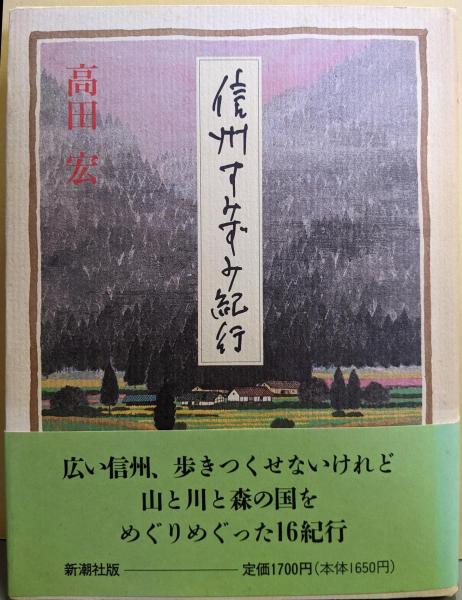 信州すみずみ紀行
高田 宏
広い信州、歩きつくせないけれど
山と川と森の国を
めぐりめぐった16紀行
新潮社版――――定価1700円(本体1650円)